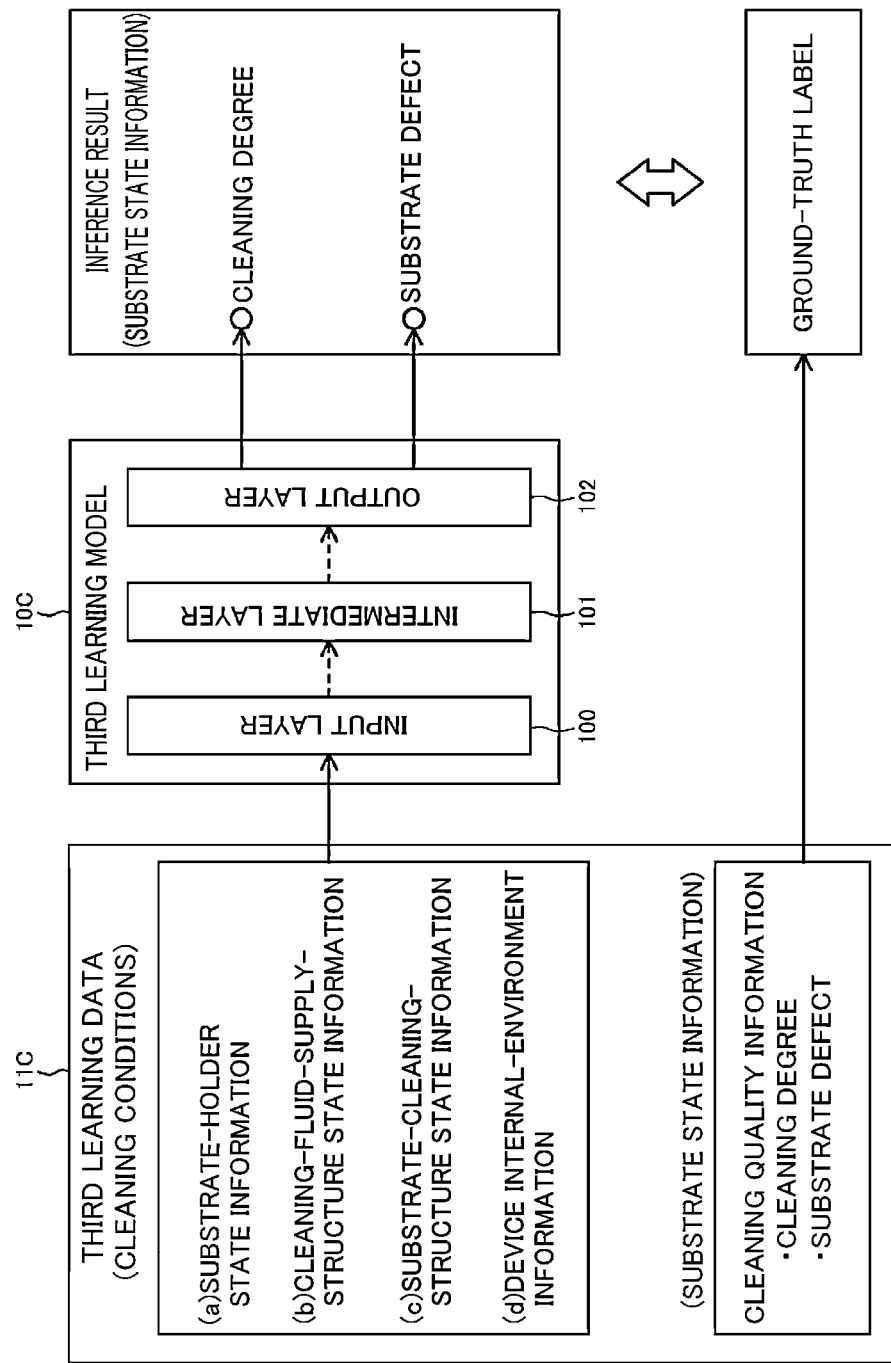 11C
THIRD LEARNING DATA
(CLEANING CONDITIONS)
(a)SUBSTRATE-HOLDER
STATE INFORMATION
(b)CLEANING-FLUID-SUPPLY-
STRUCTURE STATE INFORMATION
(c)SUBSTRATE-CLEANING-
STRUCTURE STATE INFORMATION
(d)DEVICE INTERNAL-ENVIRONMENT
INFORMATION
(SUBSTRATE STATE INFORMATION)
CLEANING QUALITY INFORMATION
・CLEANING DEGREE
・SUBSTRATE DEFECT
10C
THIRD LEARNING MODEL
INPUT LAYER
INTERMEDIATE LAYER
OUTPUT LAYER
100
101
102
INFERENCE RESULT
(SUBSTRATE STATE INFORMATION)
CLEANING DEGREE
SUBSTRATE DEFECT
GROUND-TRUTH LABEL